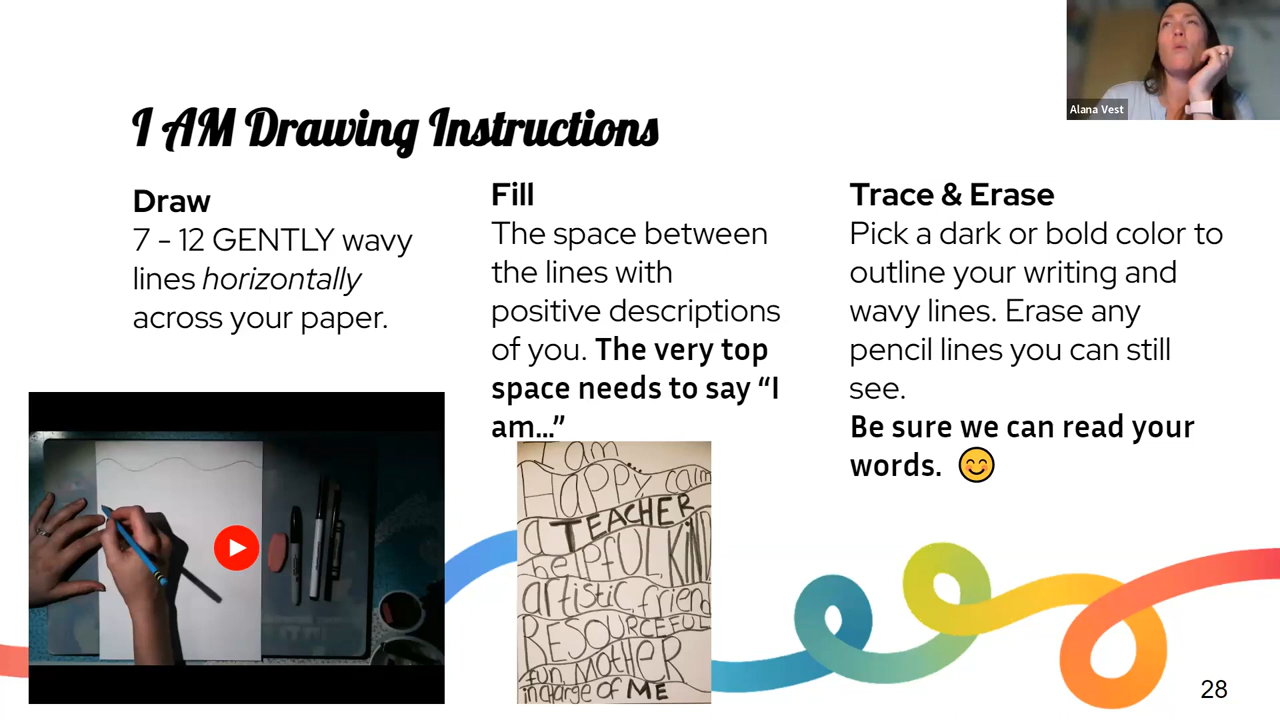 Alana Vest
I AM Drawing Instructions
Draw
7 - 12 GENTLY wavy
lines horizontally
across your paper.
Fill
The space between
the lines with
positive descriptions
of you. The very top
space needs to say “I
am...”
I am
HAPPY calm
a TEACHER
helpful KIND
artistic, friend
RESOURCEFUL
fun, MOTHER
in charge of ME
Trace & Erase
Pick a dark or bold color to
outline your writing and
wavy lines. Erase any
pencil lines you can still
see.
Be sure we can read your
words.
28